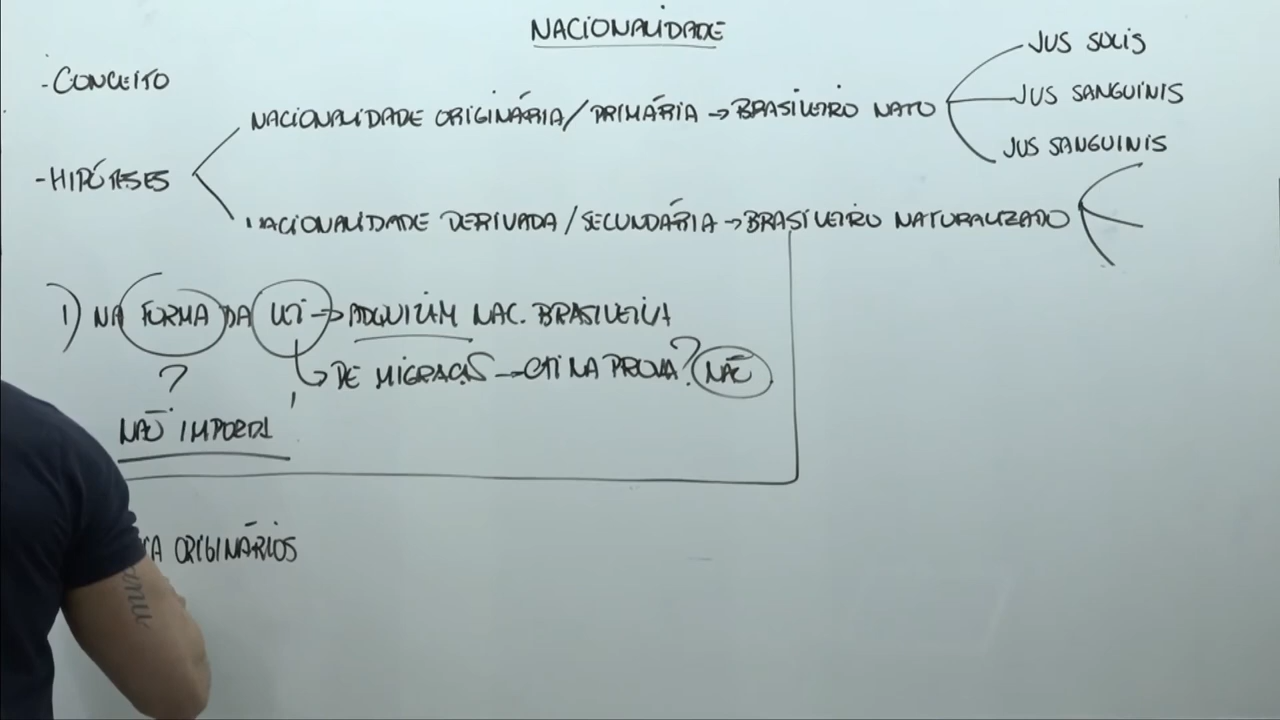 NACIONALIDADE
- CONCEITO
- HIPÓTESES
NACIONALIDADE ORIGINÁRIA / PRIMÁRIA → BRASILEIRO NATO
JUS SOLIS
JUS SANGUINIS
JUS SANGUINIS
NACIONALIDADE DERIVADA / SECUNDÁRIA → BRASILEIRO NATURALIZADO
1) NA FORMA DA LEI → ADQUIRAM NAC. BRASILEIRA
? 
NÃO IMPORTA
DE MIGRAÇÃO → CAI NA PROVA? NÃO
ORIGINÁRIOS